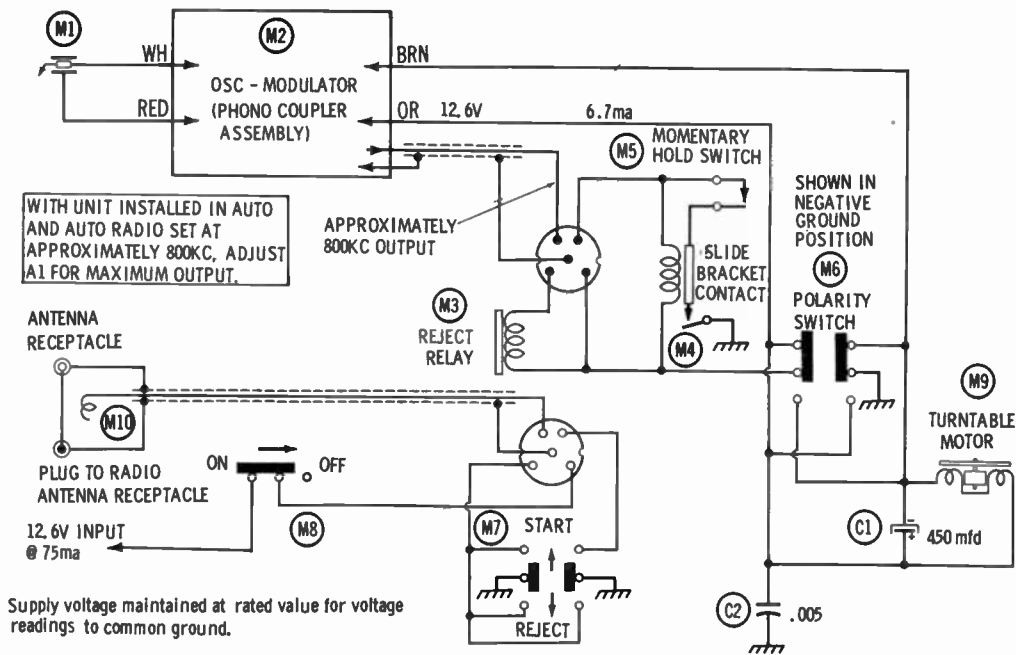 M1
M2
WH
BRN
OSC - MODULATOR
(PHONO COUPLER
ASSEMBLY)
RED
OR 12.6V 6.7ma
M5
MOMENTARY
HOLD SWITCH
WITH UNIT INSTALLED IN AUTO
AND AUTO RADIO SET AT
APPROXIMATELY 800KC, ADJUST
A1 FOR MAXIMUM OUTPUT.
APPROXIMATELY
800KC OUTPUT
SHOWN IN
NEGATIVE
GROUND
POSITION
SLIDE
BRACKET
CONTACT
M6
POLARITY
SWITCH
M3
REJECT
RELAY
M4
ANTENNA
RECEPTACLE
M9
TURNTABLE
MOTOR
M10
PLUG TO RADIO
ANTENNA RECEPTACLE
ON OFF
M8
12.6V INPUT
@ 75ma
M7
START
C1
450 mfd
REJECT
C2
.005
Supply voltage maintained at rated value for voltage
readings to common ground.